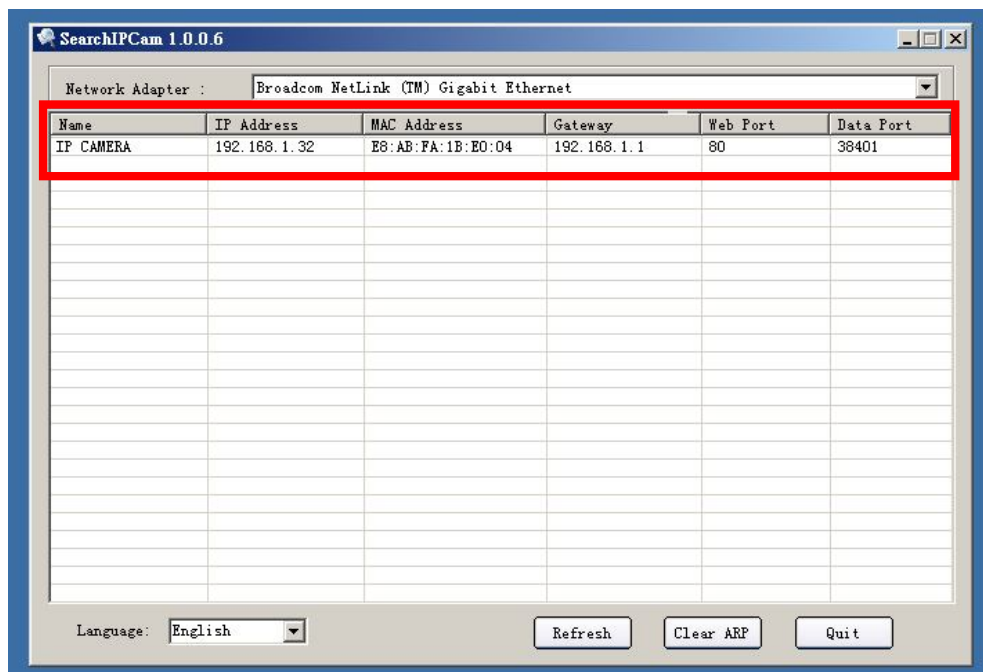 SearchIPCam 1.0.0.6
Network Adapter : Broadcom NetLink (TM) Gigabit Ethernet
Name IP Address MAC Address Gateway Web Port Data Port
IP CAMERA 192.168.1.32 E8:AB:FA:1B:E0:04 192.168.1.1 80 38401
Language: English Refresh Clear ARP Quit